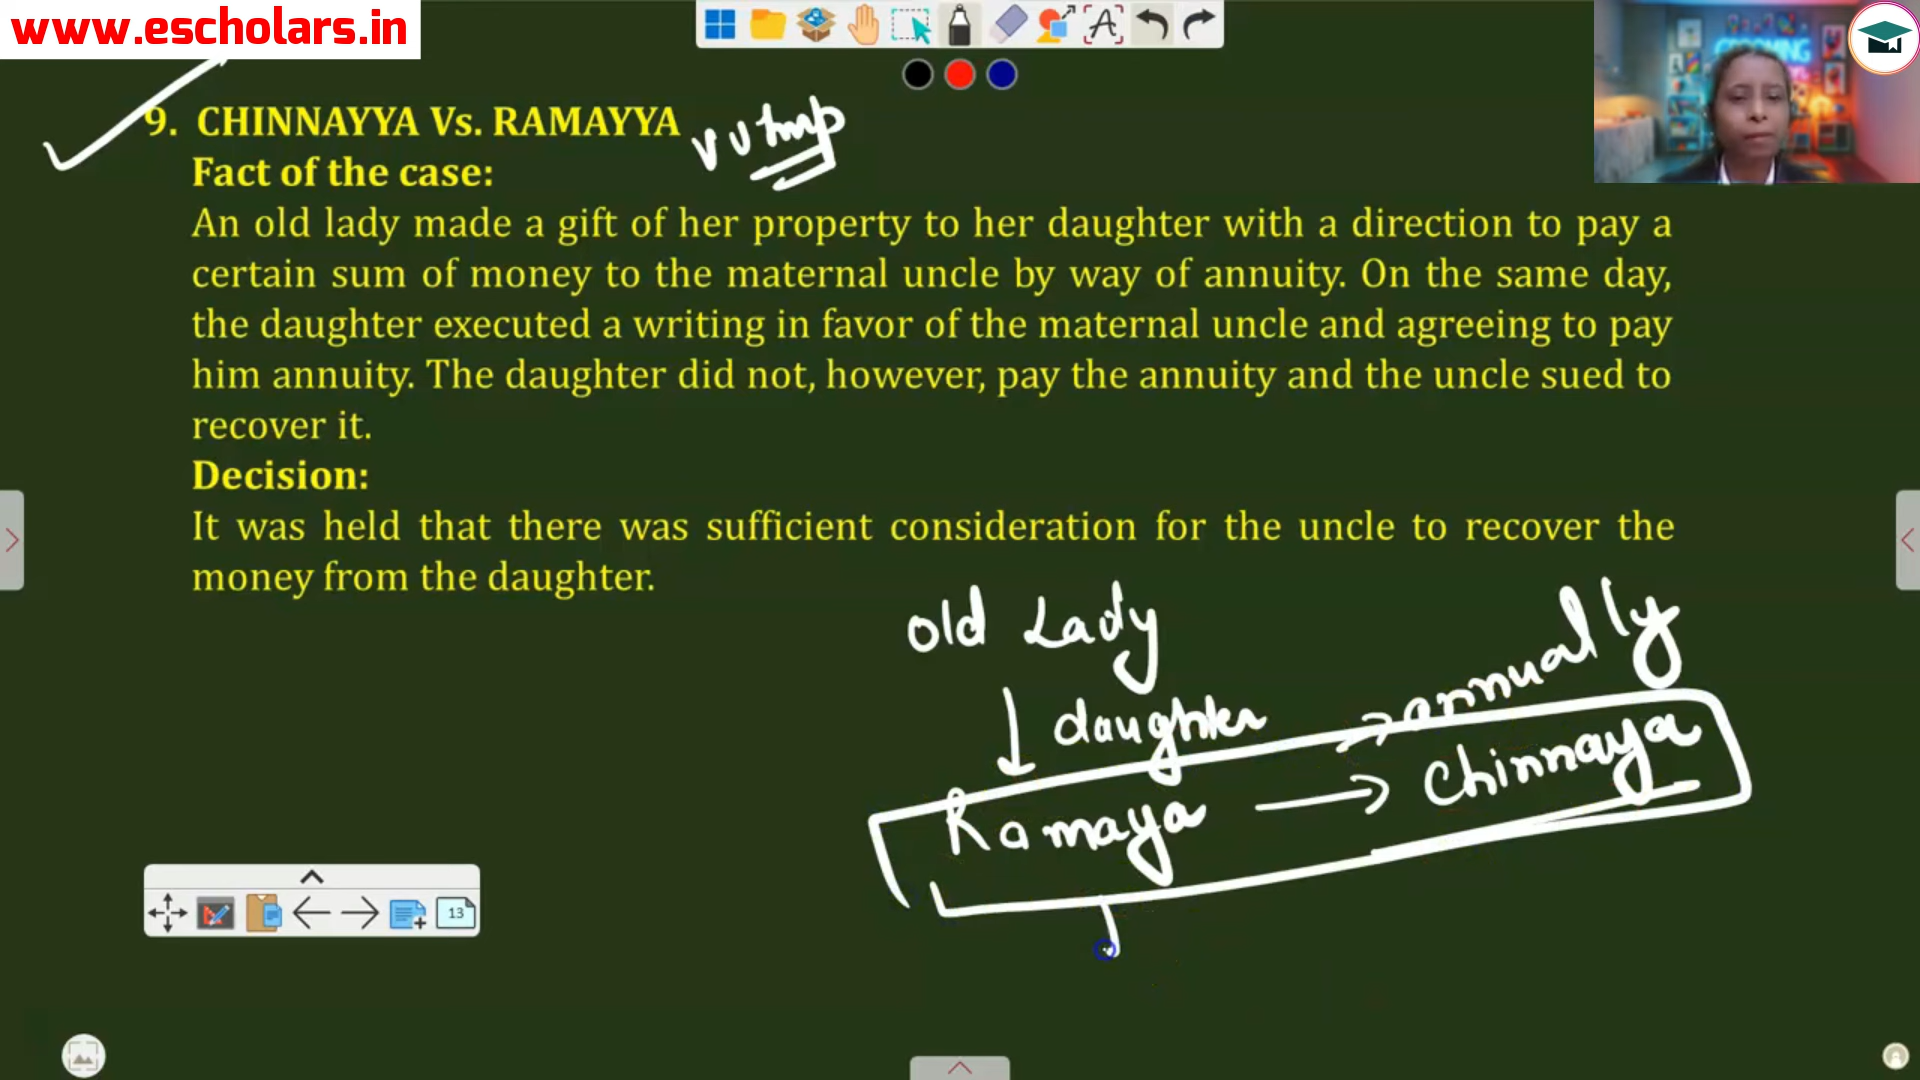 www.escholars.in
9. CHINNAYYA Vs. RAMAYYA
V V Imp
Fact of the case:
An old lady made a gift of her property to her daughter with a direction to pay a
certain sum of money to the maternal uncle by way of annuity. On the same day,
the daughter executed a writing in favor of the maternal uncle and agreeing to pay
him annuity. The daughter did not, however, pay the annuity and the uncle sued to
recover it.
Decision:
It was held that there was sufficient consideration for the uncle to recover the
money from the daughter.
old Lady
daughter → annually
Ramaya → Chinnaya
13